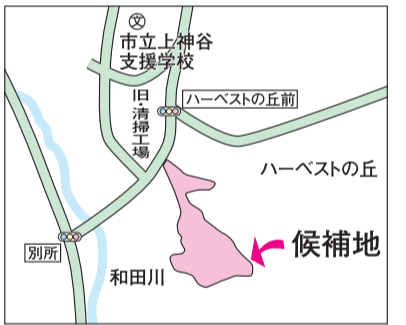 文
市立上神谷
支援学校
旧・清掃工場
ハーベストの丘前
ハーベストの丘
候補地
別所
和田川